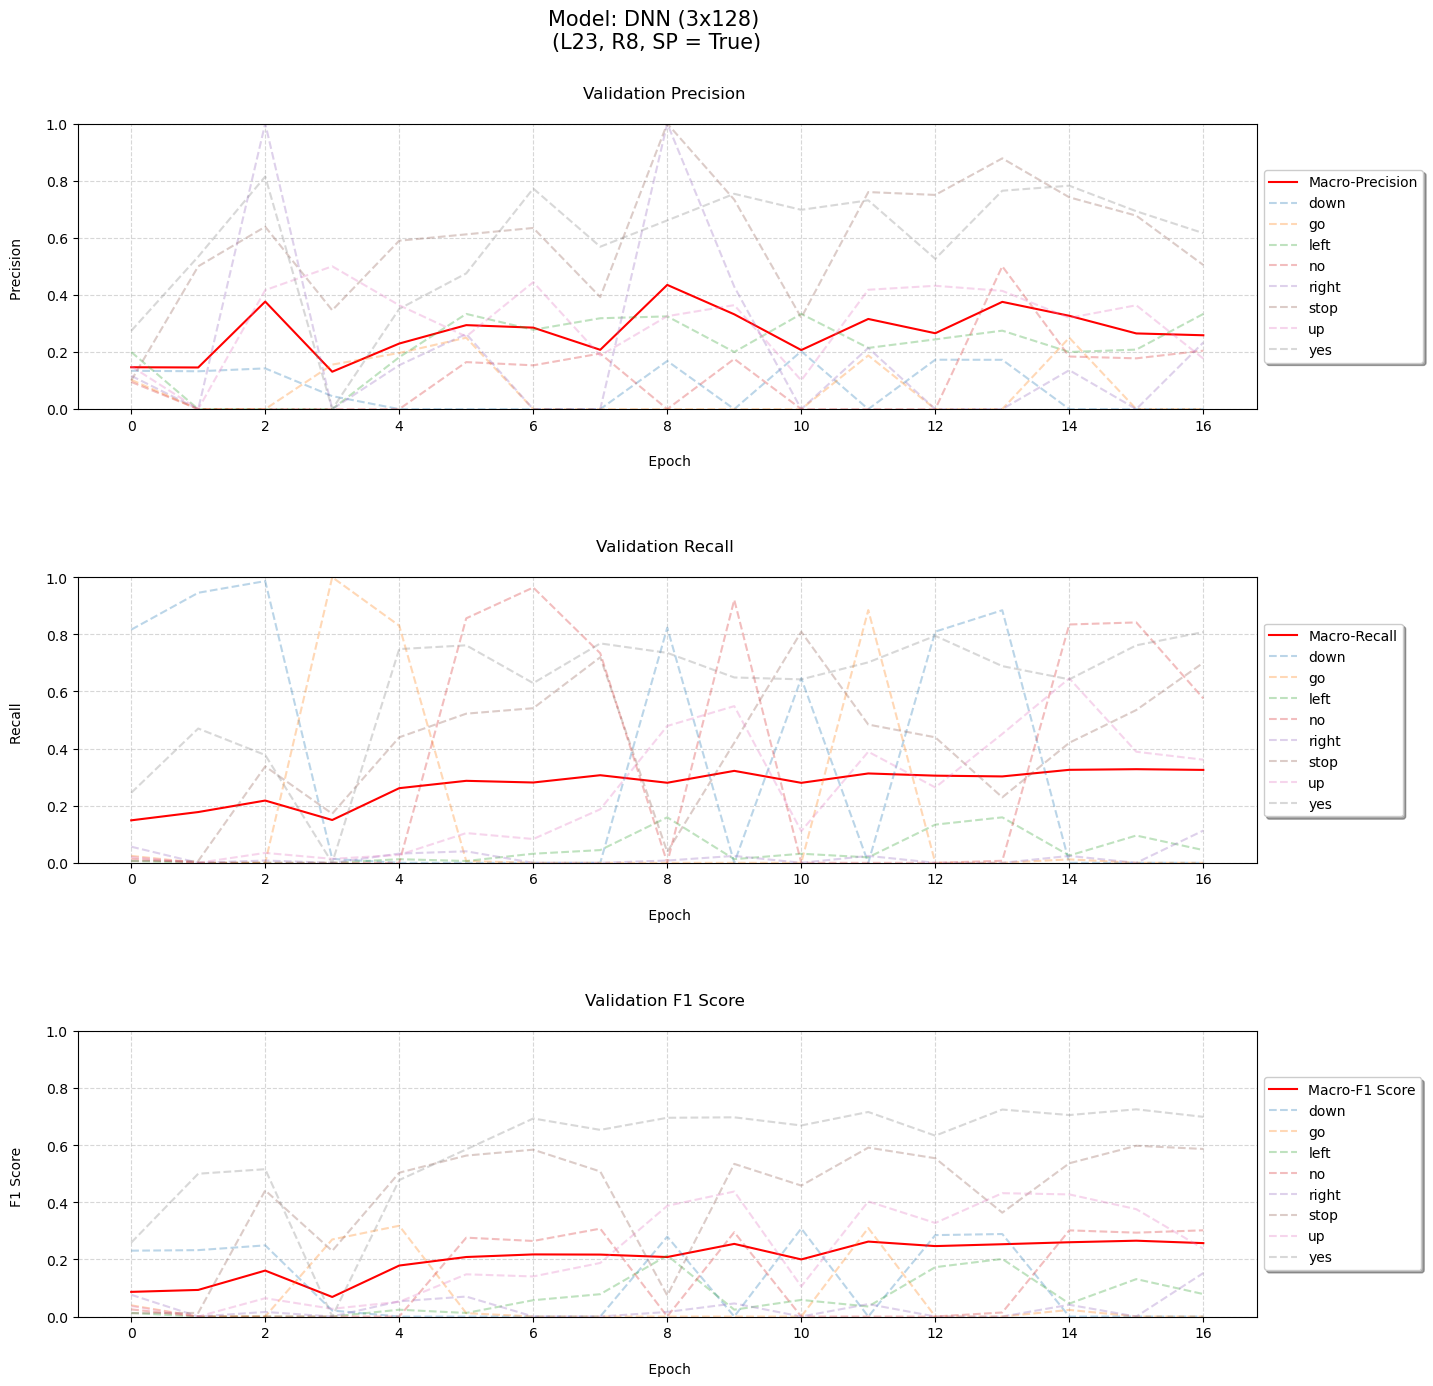 Model: DNN (3x128)
(L23, R8, SP = True)
Validation Precision
1.0
0.8
0.6
0.4
0.2
0.0
Precision
0 2 4 6 8 10 12 14 16
Epoch
Macro-Precision
down
go
left
no
right
stop
up
yes
Validation Recall
1.0
0.8
0.6
0.4
0.2
0.0
Recall
0 2 4 6 8 10 12 14 16
Epoch
Macro-Recall
down
go
left
no
right
stop
up
yes
Validation F1 Score
1.0
0.8
0.6
0.4
0.2
0.0
F1 Score
0 2 4 6 8 10 12 14 16
Epoch
Macro-F1 Score
down
go
left
no
right
stop
up
yes